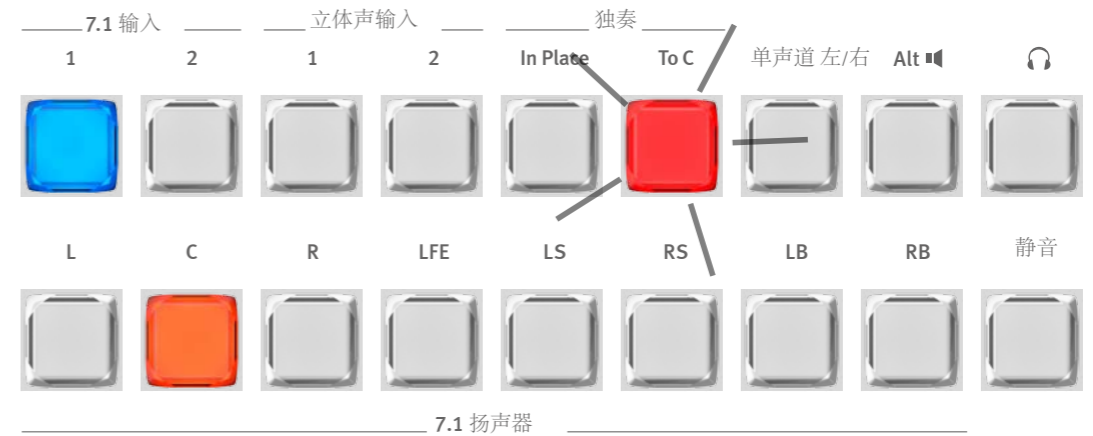 7.1 输入 立体声输入 独奏
1 2 1 2 In Place To C 单声道 左/右 Alt
L C R LFE LS RS LB RB 静音
7.1 扬声器